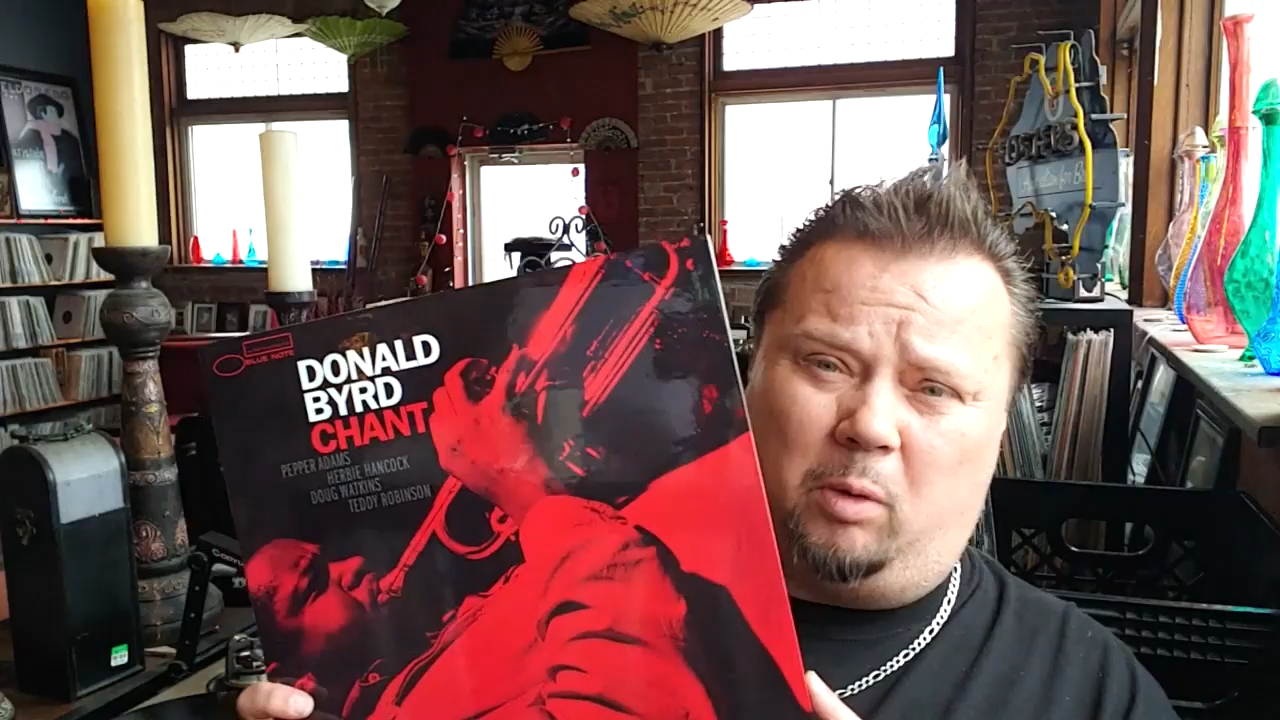 BLUE NOTE
DONALD
BYRD
CHANT
PEPPER ADAMS
HERBIE HANCOCK
DOUG WATKINS
TEDDY ROBINSON